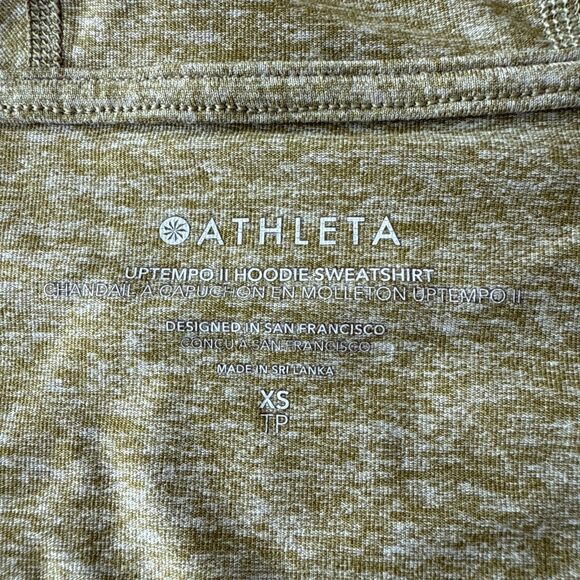 ATHLETA
UPTEMPO II HOODIE SWEATSHIRT
CHANDAIL À CAPUCHON EN MOLLETON UPTEMPO II
DESIGNED IN SAN FRANCISCO
CONÇU À SAN FRANCISCO
MADE IN SRI LANKA
XS
TP